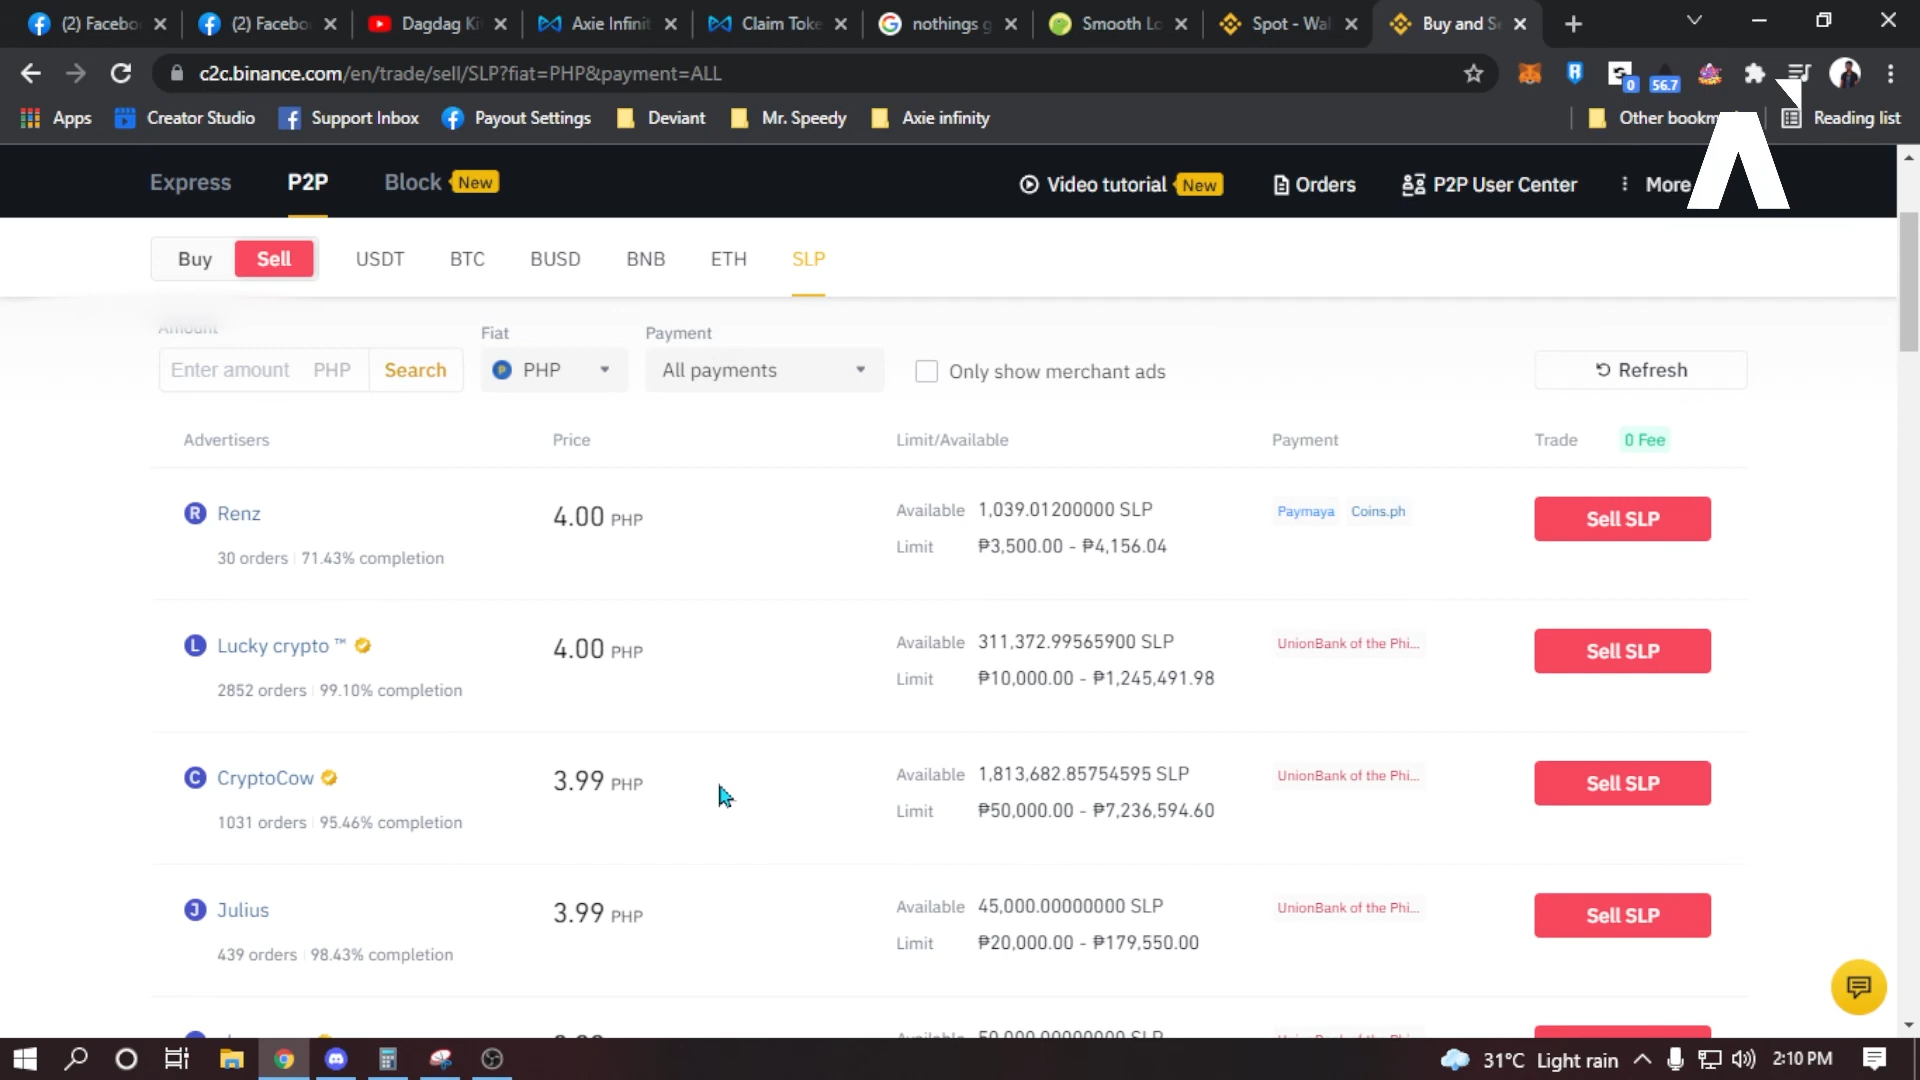 (2) Facebo
(2) Facebo
Dagdag Ki
Axie Infinit
Claim Toke
nothings g
Smooth Lo
Spot - Wal
Buy and Se
c2c.binance.com/en/trade/sell/SLP?fiat=PHP&payment=ALL
0
56.7
Apps
Creator Studio
Support Inbox
Payout Settings
Deviant
Mr. Speedy
Axie infinity
Other bookm
Reading list
Express
P2P
Block New
Video tutorial New
Orders
P2P User Center
More
Buy
Sell
USDT
BTC
BUSD
BNB
ETH
SLP
Amount
Fiat
Payment
Enter amount PHP Search
PHP
All payments
Only show merchant ads
Refresh
Advertisers
Price
Limit/Available
Payment
Trade 0 Fee
R Renz
4.00 PHP
Available 1,039.01200000 SLP
Paymaya Coins.ph
Sell SLP
Limit ₱3,500.00 - ₱4,156.04
30 orders 71.43% completion
L Lucky crypto ™
4.00 PHP
Available 311,372.99565900 SLP
UnionBank of the Phi...
Sell SLP
Limit ₱10,000.00 - ₱1,245,491.98
2852 orders 99.10% completion
C CryptoCow
3.99 PHP
Available 1,813,682.85754595 SLP
UnionBank of the Phi...
Sell SLP
Limit ₱50,000.00 - ₱7,236,594.60
1031 orders 95.46% completion
J Julius
3.99 PHP
Available 45,000.00000000 SLP
UnionBank of the Phi...
Sell SLP
Limit ₱20,000.00 - ₱179,550.00
439 orders 98.43% completion
31°C Light rain
2:10 PM